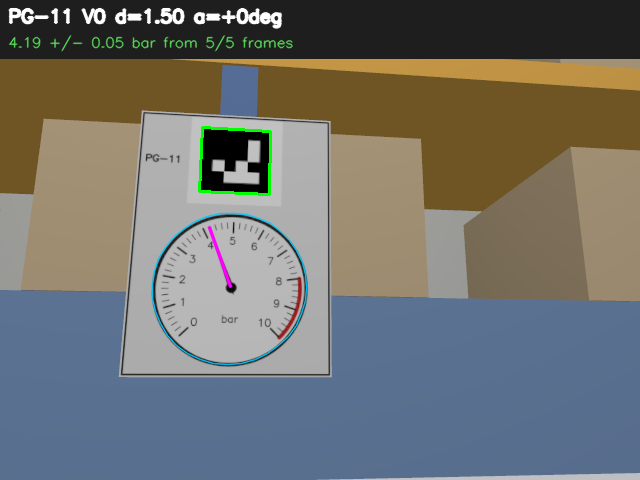 PG-11 V0 d=1.50 a=+0deg
4.19 +/- 0.05 bar from 5/5 frames
PG-11
0 1 2 3 4 5 6 7 8 9 10
bar